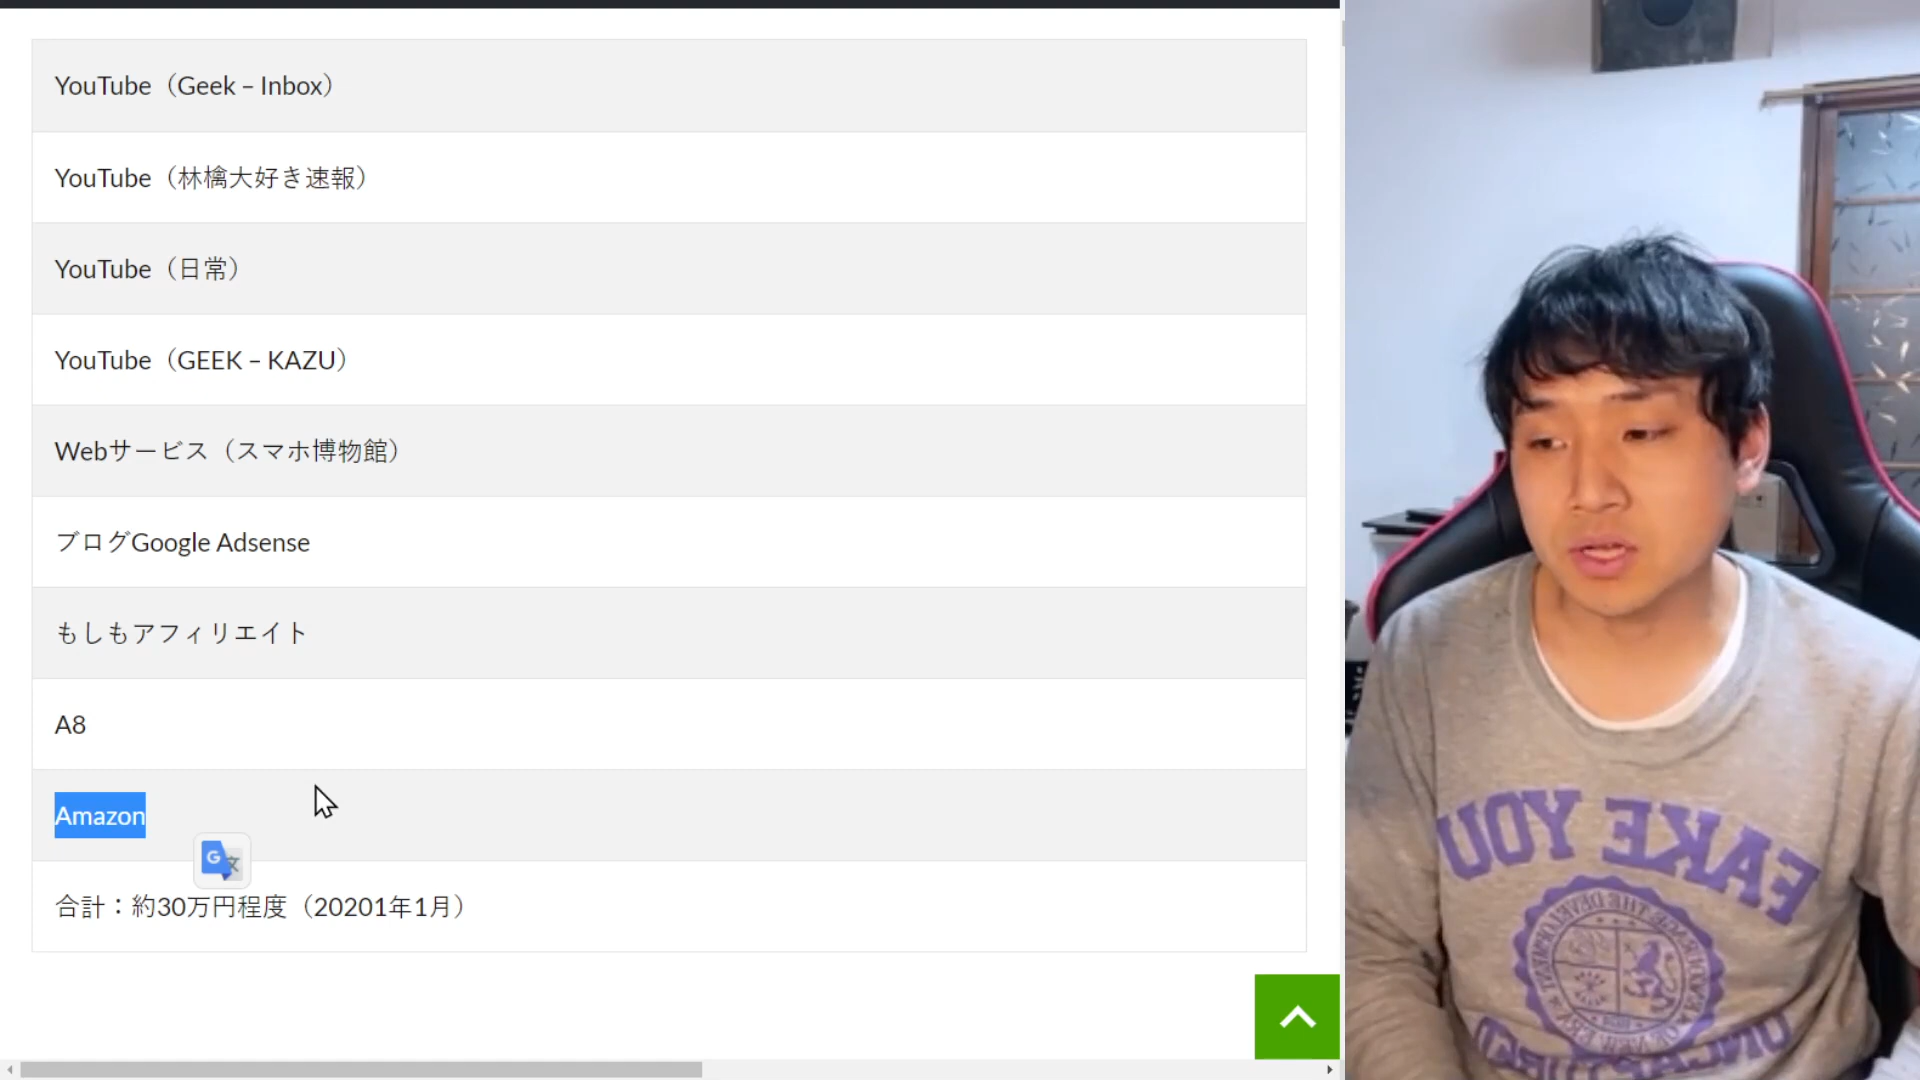 YouTube（Geek – Inbox）
YouTube（林檎大好き速報）
YouTube（日常）
YouTube（GEEK – KAZU）
Webサービス（スマホ博物館）
ブログGoogle Adsense
もしもアフィリエイト
A8
Amazon
合計：約30万円程度（20201年1月）
FAKE YOU